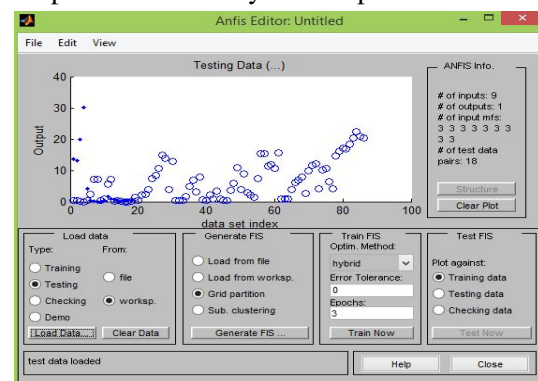 Anfis Editor: Untitled
File Edit View
Testing Data (...)
Output
40
30
20
10
0
0 20 40 60 80 100
data set index
ANFIS Info.
# of inputs: 9
# of outputs: 1
# of input mfs:
3 3 3 3 3 3 3
3 3
# of test data
pairs: 18
Structure
Clear Plot
Load data
Type: From:
Training
Testing
Checking
Demo
file
worksp.
Load Data... Clear Data
Generate FIS
Load from file
Load from worksp.
Grid partition
Sub. clustering
Generate FIS ...
Train FIS
Optim. Method:
hybrid
Error Tolerance:
0
Epochs:
3
Train Now
Test FIS
Plot against:
Training data
Testing data
Checking data
Test Now
test data loaded
Help Close